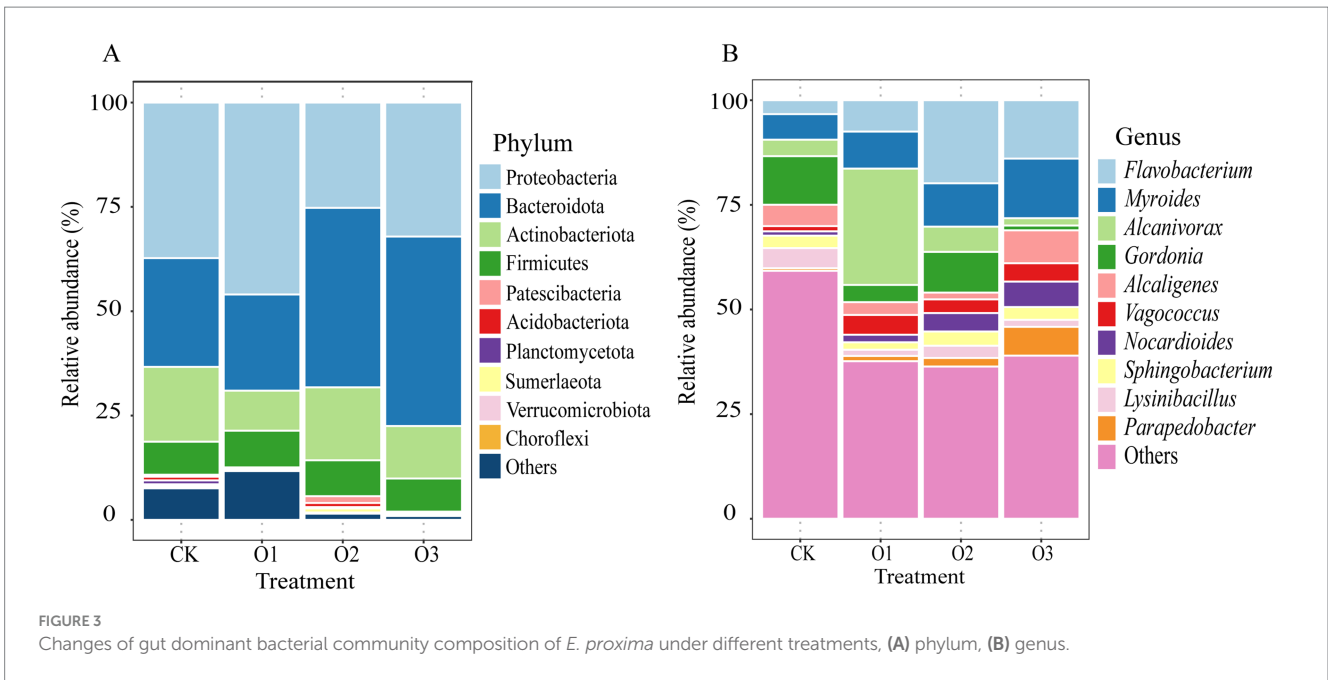 A
Relative abundance (%)
100
75
50
25
0
CK O1 O2 O3
Treatment
Phylum
Proteobacteria
Bacteroidota
Actinobacteriota
Firmicutes
Patescibacteria
Acidobacteriota
Planctomycetota
Sumerlaeota
Verrucomicrobiota
Choroflexi
Others
B
Relative abundance (%)
100
75
50
25
0
CK O1 O2 O3
Treatment
Genus
Flavobacterium
Myroides
Alcanivorax
Gordonia
Alcaligenes
Vagococcus
Nocardioides
Sphingobacterium
Lysinibacillus
Parapedobacter
Others
FIGURE 3
Changes of gut dominant bacterial community composition of E. proxima under different treatments, (A) phylum, (B) genus.